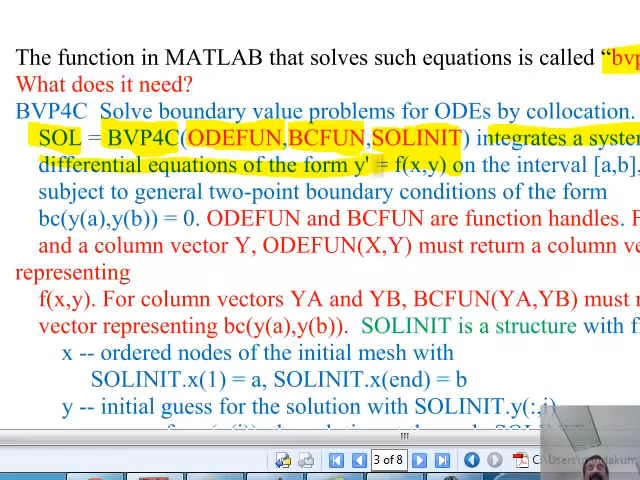 The function in MATLAB that solves such equations is called “bvp
What does it need?
BVP4C Solve boundary value problems for ODEs by collocation.
SOL = BVP4C(ODEFUN,BCFUN,SOLINIT) integrates a system
differential equations of the form y' = f(x,y) on the interval [a,b],
subject to general two-point boundary conditions of the form
bc(y(a),y(b)) = 0. ODEFUN and BCFUN are function handles. F
and a column vector Y, ODEFUN(X,Y) must return a column ve
representing
f(x,y). For column vectors YA and YB, BCFUN(YA,YB) must
vector representing bc(y(a),y(b)). SOLINIT is a structure with
x -- ordered nodes of the initial mesh with
SOLINIT.x(1) = a, SOLINIT.x(end) = b
y -- initial guess for the solution with SOLINIT.y(:,i)
3 of 8